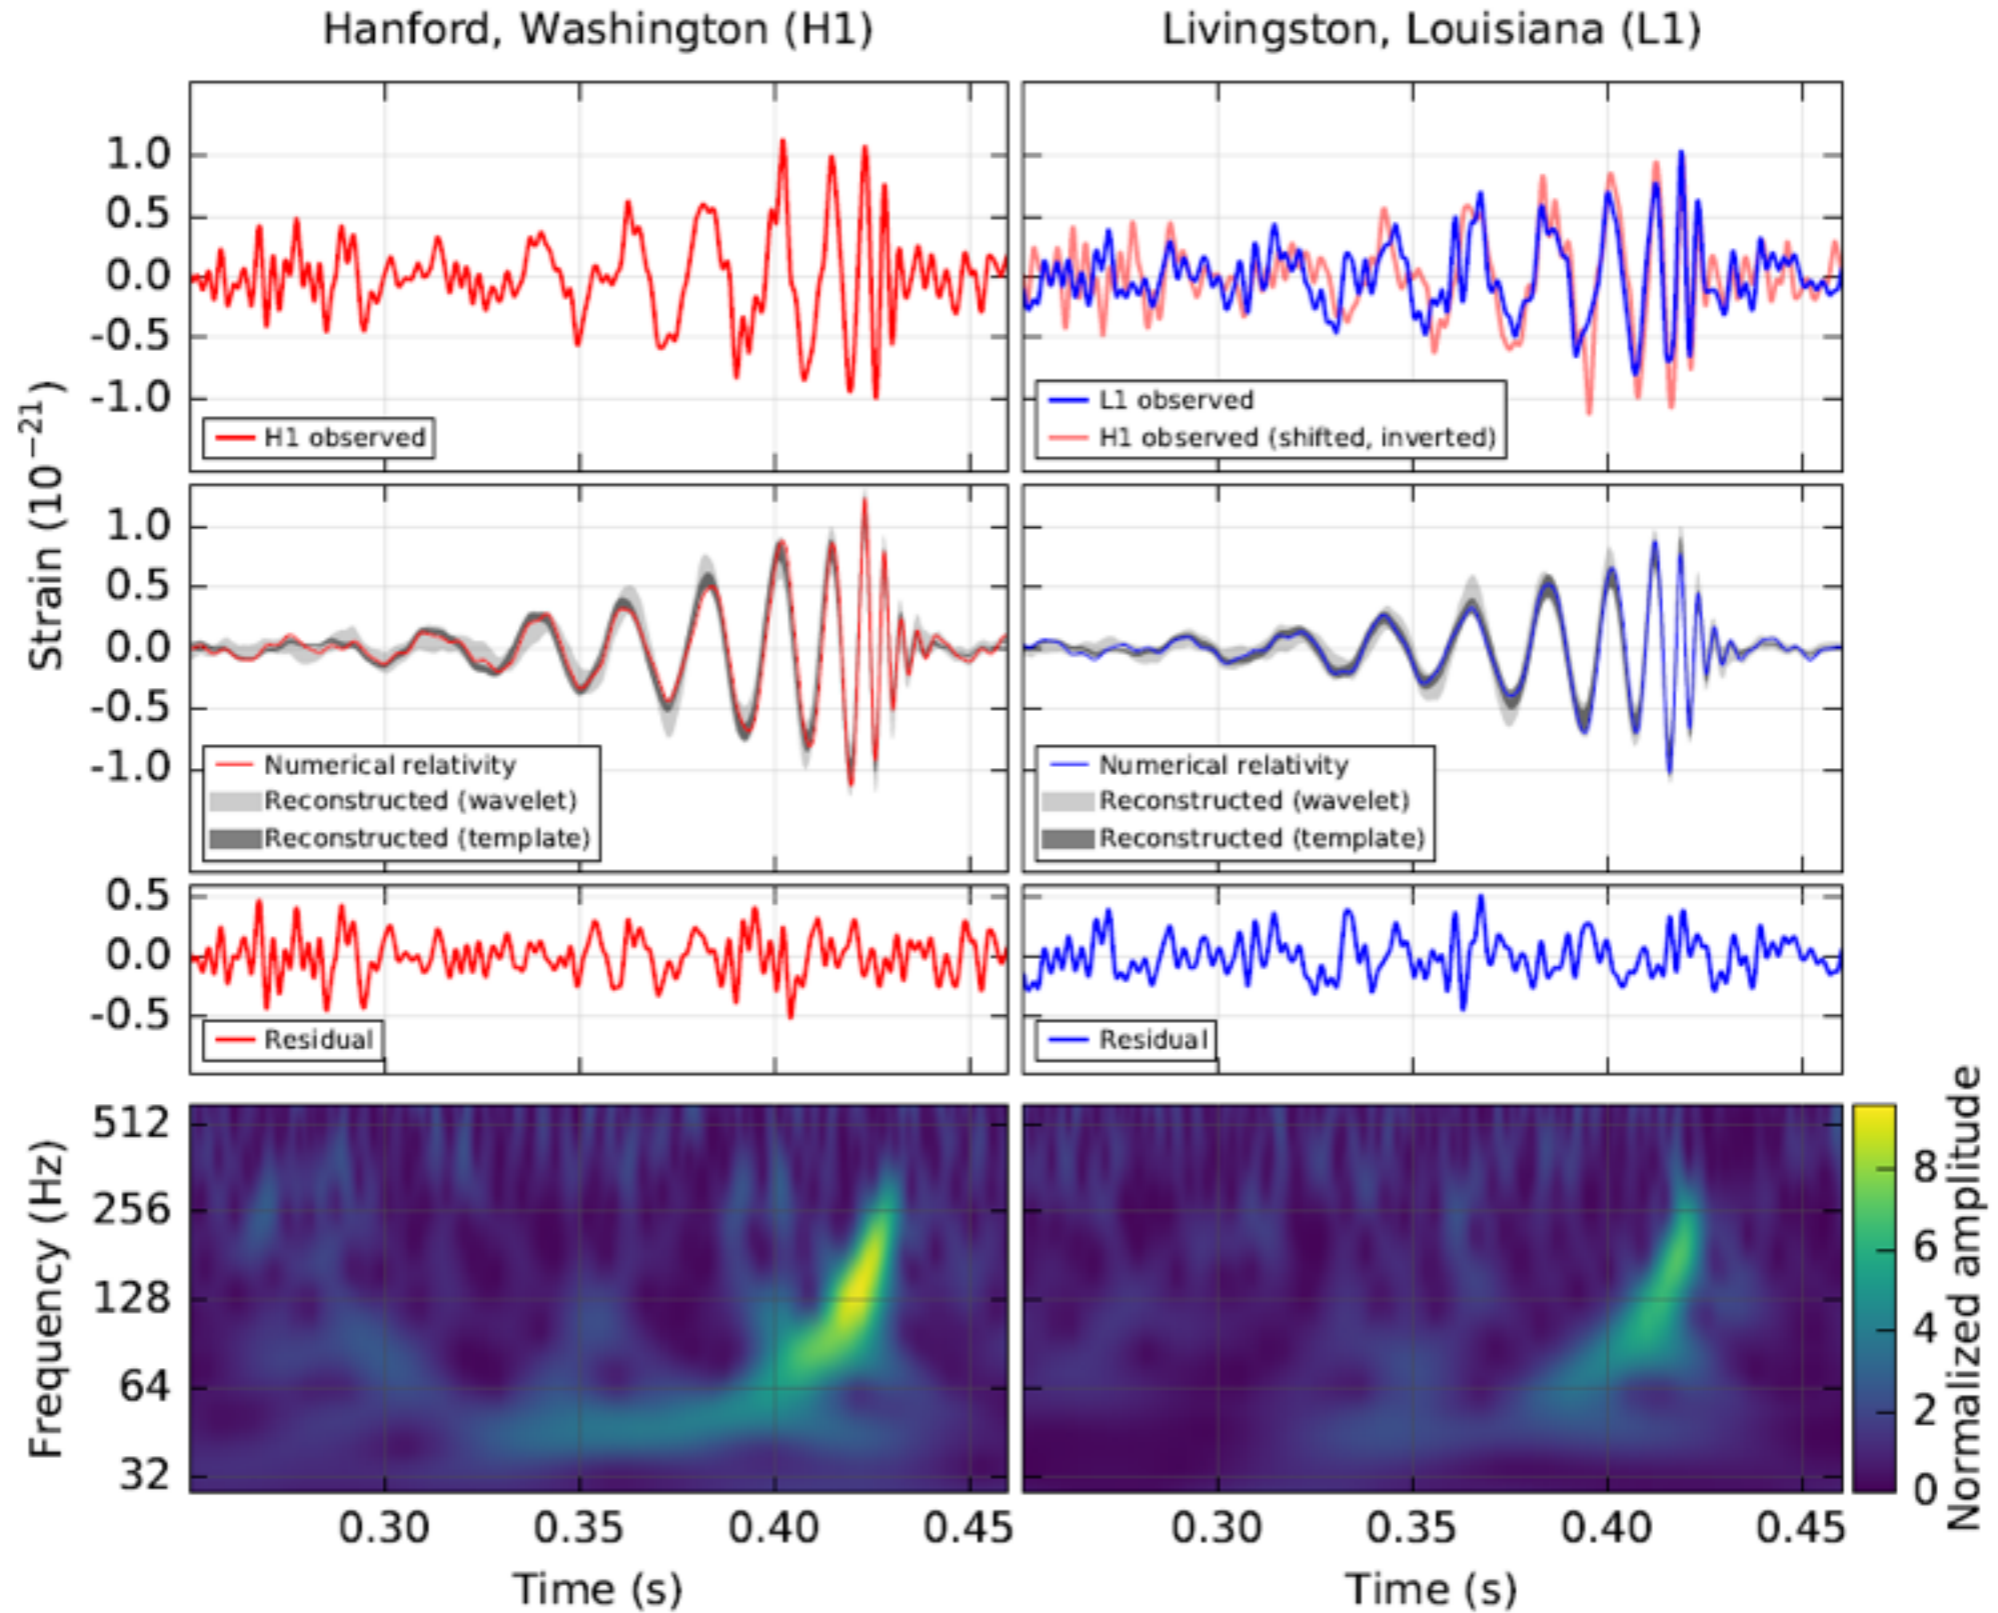 Hanford, Washington (H1)
Livingston, Louisiana (L1)
Strain (10⁻²¹)
1.0
0.5
0.0
-0.5
-1.0
H1 observed
L1 observed
H1 observed (shifted, inverted)
1.0
0.5
0.0
-0.5
-1.0
Numerical relativity
Reconstructed (wavelet)
Reconstructed (template)
Numerical relativity
Reconstructed (wavelet)
Reconstructed (template)
0.5
0.0
-0.5
Residual
Residual
Frequency (Hz)
512
256
128
64
32
Normalized amplitude
8
6
4
2
0
0.30 0.35 0.40 0.45
0.30 0.35 0.40 0.45
Time (s)
Time (s)